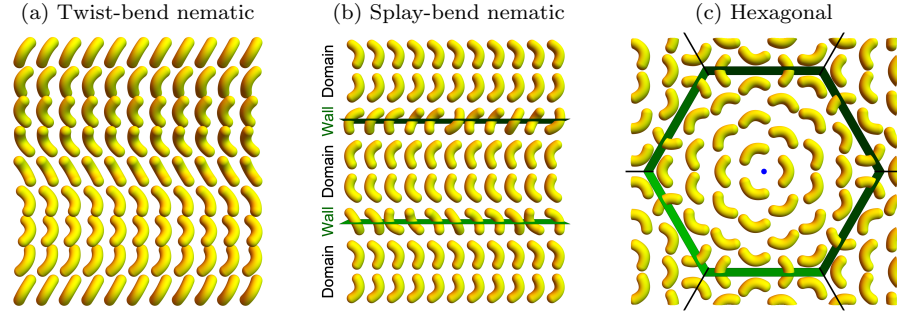 (a) Twist-bend nematic
(b) Splay-bend nematic
(c) Hexagonal
Domain
Wall
Domain
Wall
Domain